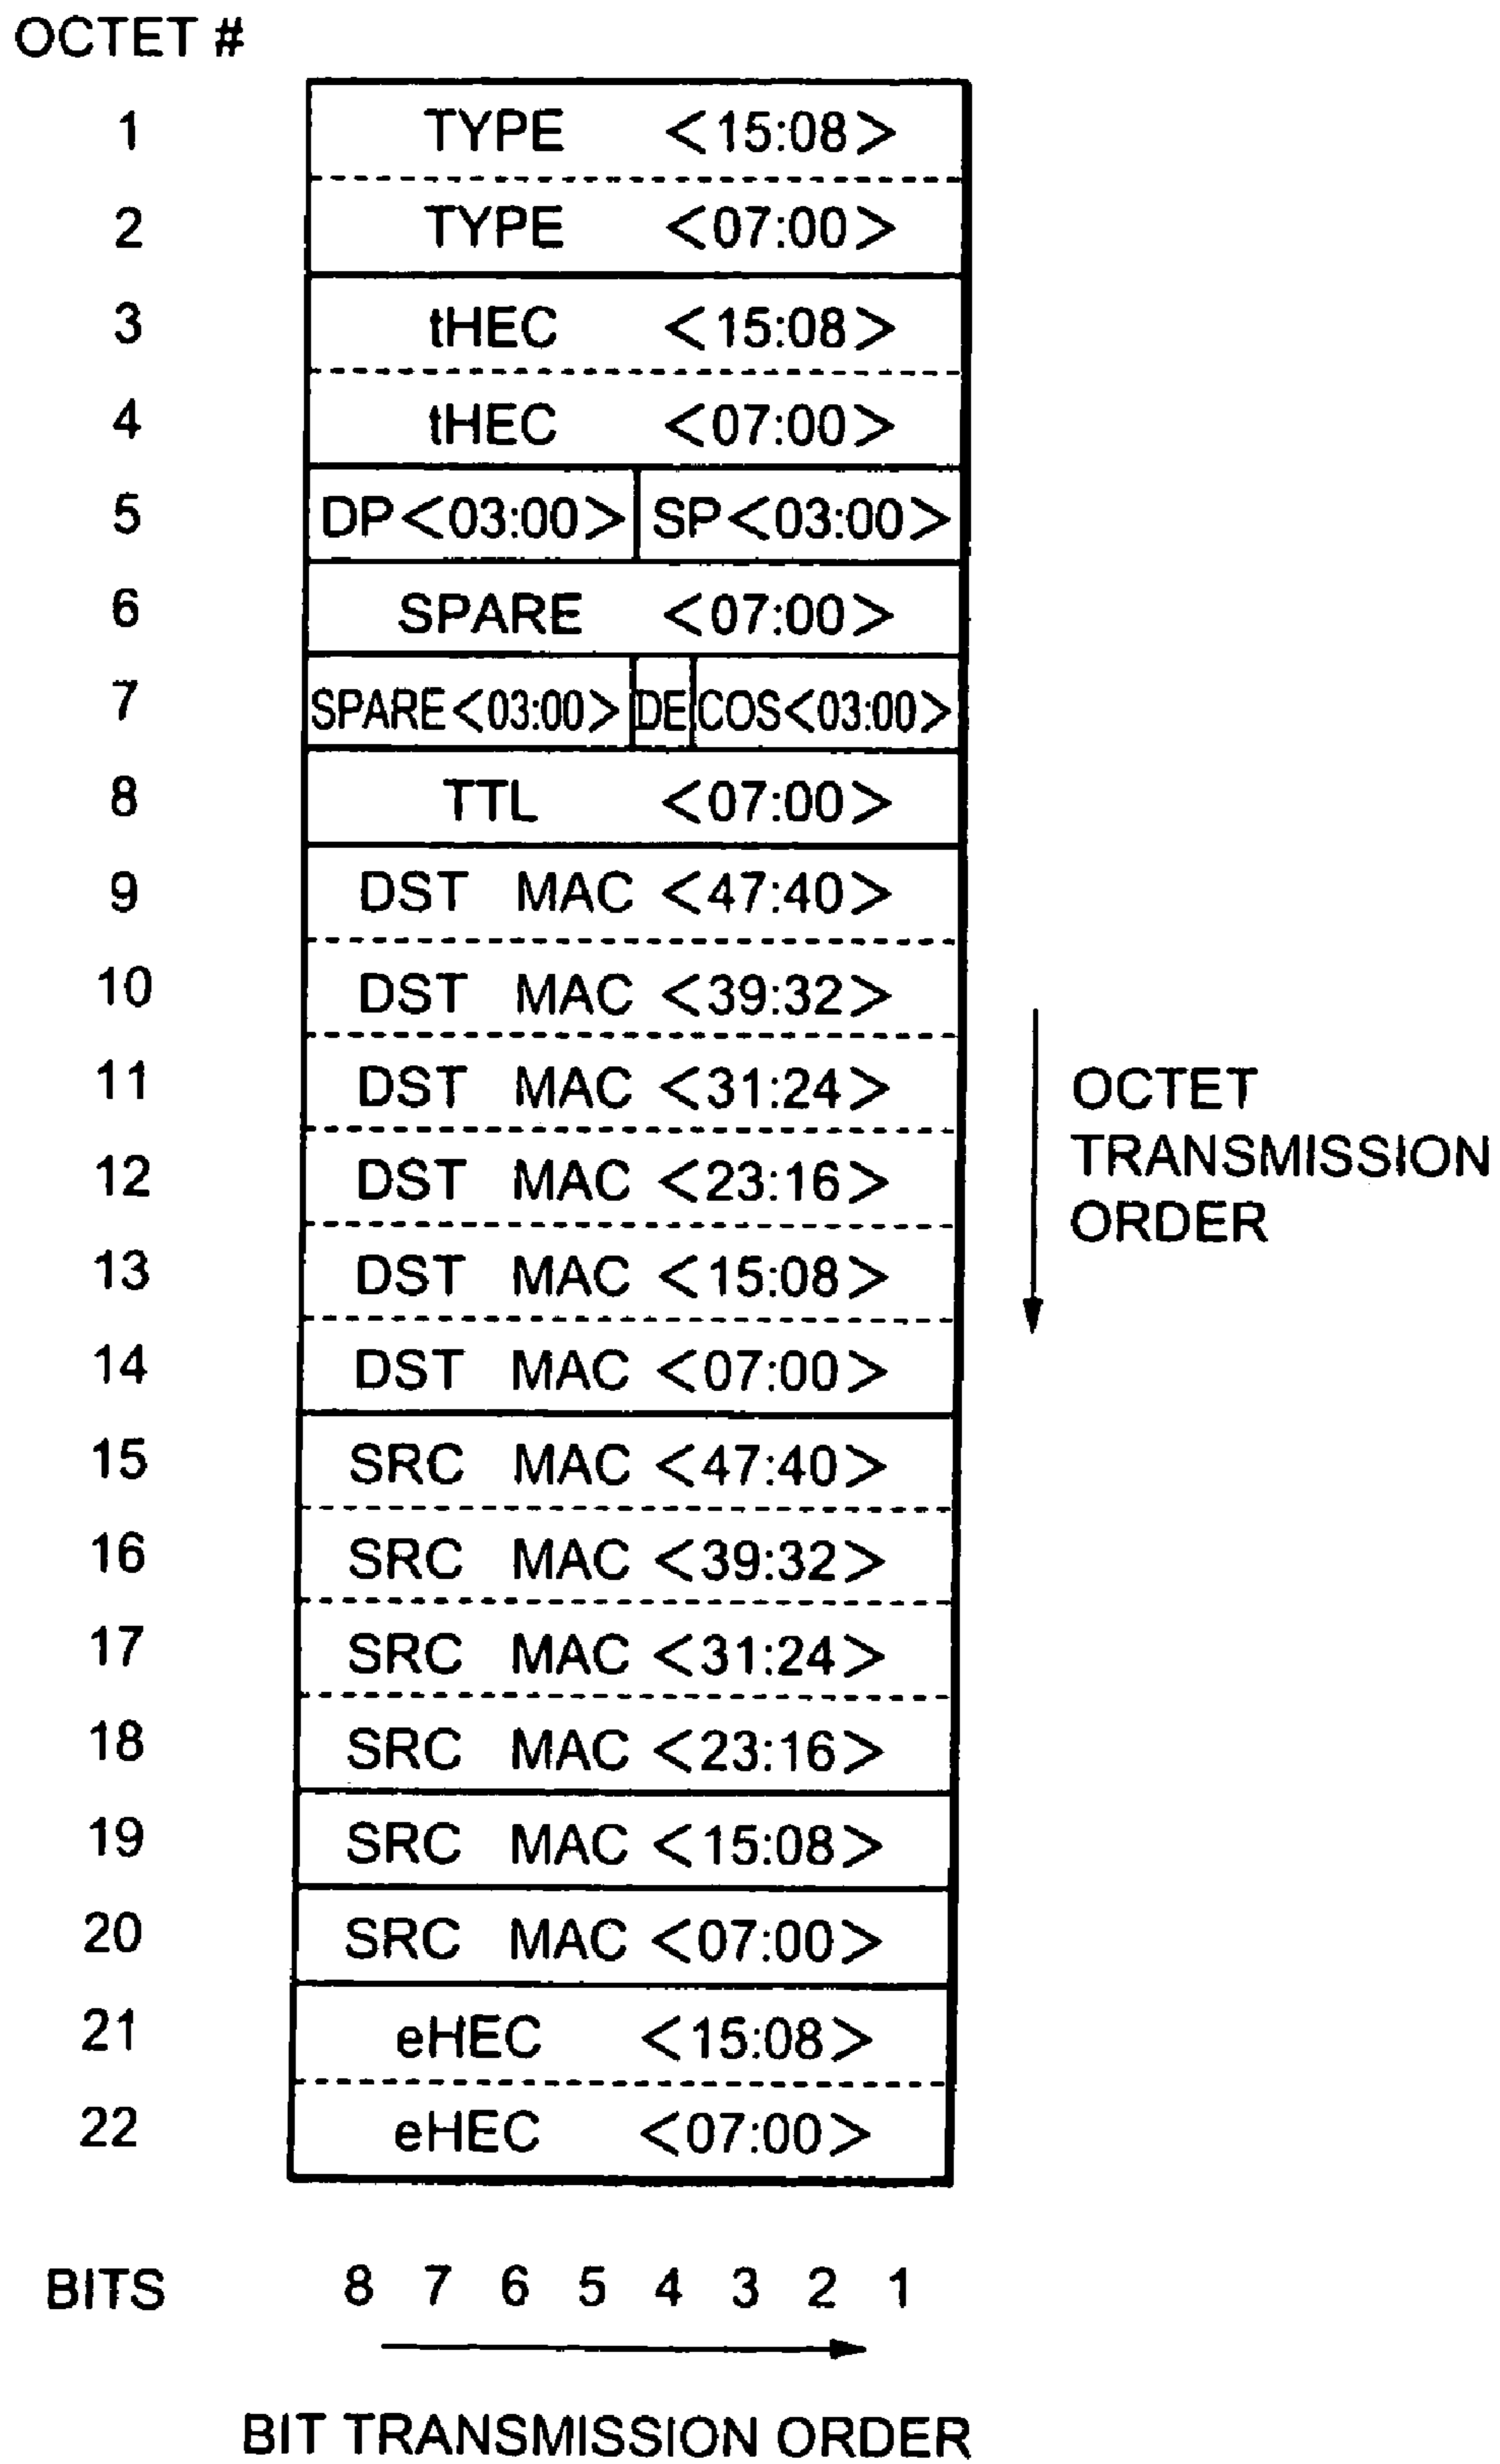 OCTET #
1 TYPE <15:08>
2 TYPE <07:00>
3 tHEC <15:08>
4 tHEC <07:00>
5 DP<03:00> SP<03:00>
6 SPARE <07:00>
7 SPARE<03:00> DE COS<03:00>
8 TTL <07:00>
9 DST MAC <47:40>
10 DST MAC <39:32>
11 DST MAC <31:24>
12 DST MAC <23:16>
13 DST MAC <15:08>
14 DST MAC <07:00>
15 SRC MAC <47:40>
16 SRC MAC <39:32>
17 SRC MAC <31:24>
18 SRC MAC <23:16>
19 SRC MAC <15:08>
20 SRC MAC <07:00>
21 eHEC <15:08>
22 eHEC <07:00>
OCTET
TRANSMISSION
ORDER
BITS 8 7 6 5 4 3 2 1
BIT TRANSMISSION ORDER